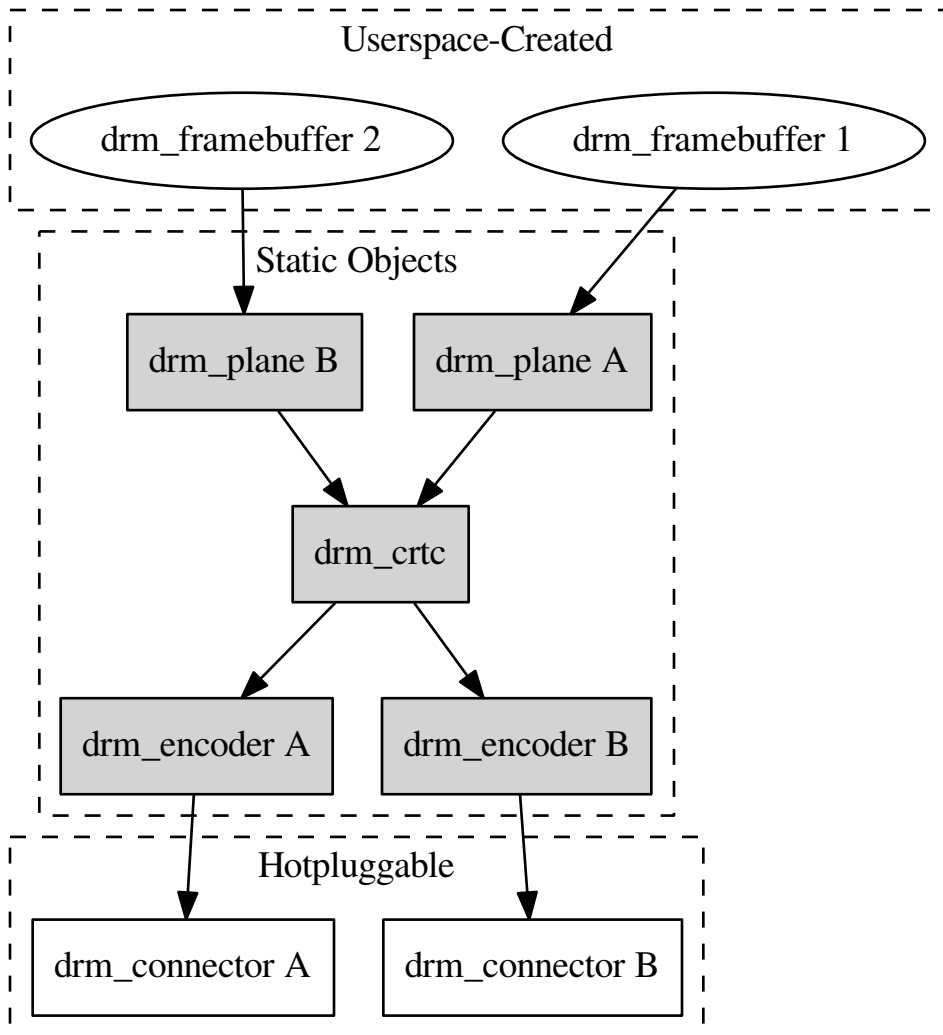 Userspace-Created
drm_framebuffer 2
drm_framebuffer 1
Static Objects
drm_plane B
drm_plane A
drm_crtc
drm_encoder A
drm_encoder B
Hotpluggable
drm_connector A
drm_connector B